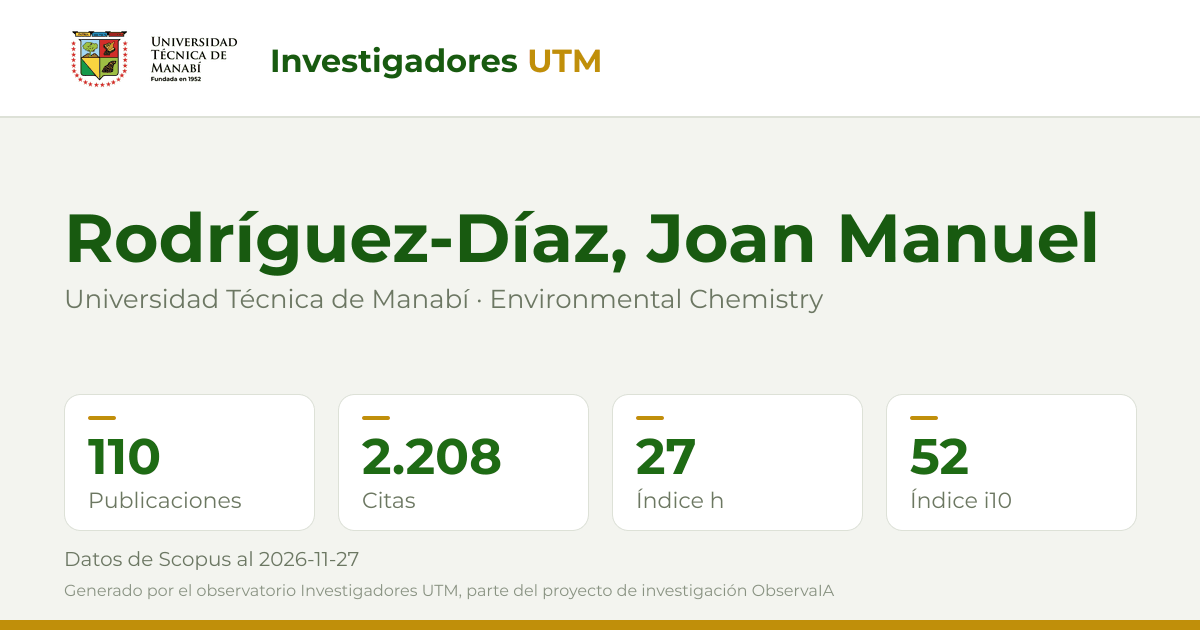 UNIVERSIDAD
TÉCNICA DE
MANABÍ
Fundada en 1952
Investigadores UTM
Rodríguez-Díaz, Joan Manuel
Universidad Técnica de Manabí · Environmental Chemistry
110
Publicaciones
2.208
Citas
27
Índice h
52
Índice i10
Datos de Scopus al 2026-11-27
Generado por el observatorio Investigadores UTM, parte del proyecto de investigación ObservaIA